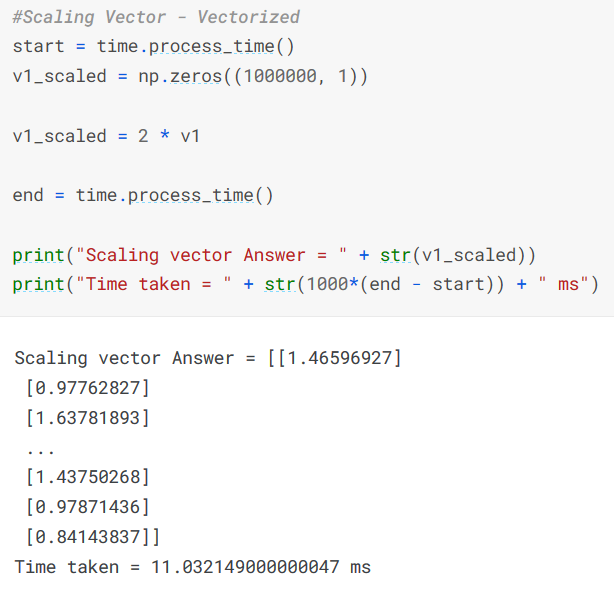 #Scaling Vector - Vectorized
start = time.process_time()
v1_scaled = np.zeros((1000000, 1))
v1_scaled = 2 * v1
end = time.process_time()
print("Scaling vector Answer = " + str(v1_scaled))
print("Time taken = " + str(1000*(end - start)) + " ms")
Scaling vector Answer = [[1.46596927]
[0.97762827]
[1.63781893]
...
[1.43750268]
[0.97871436]
[0.84143837]]
Time taken = 11.032149000000047 ms